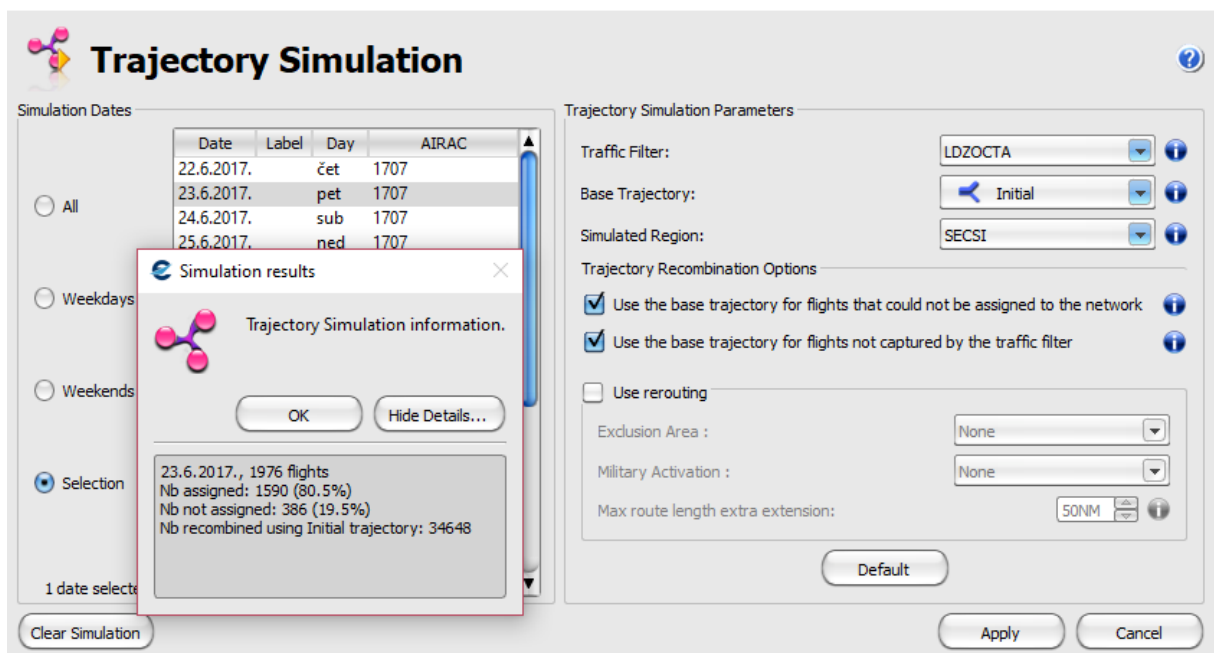 Trajectory Simulation
Simulation Dates
Date Label Day AIRAC
22.6.2017. čet 1707
23.6.2017. pet 1707
24.6.2017. sub 1707
25.6.2017. ned 1707
All
Weekdays
Weekends
Selection
1 date
Clear Simulation
Simulation results
Trajectory Simulation information.
OK
Hide Details...
23.6.2017., 1976 flights
Nb assigned: 1590 (80.5%)
Nb not assigned: 386 (19.5%)
Nb recombined using Initial trajectory: 34648
Trajectory Simulation Parameters
Traffic Filter: LDZOCTA
Base Trajectory: Initial
Simulated Region: SECSI
Trajectory Recombination Options
Use the base trajectory for flights that could not be assigned to the network
Use the base trajectory for flights not captured by the traffic filter
Use rerouting
Exclusion Area : None
Military Activation : None
Max route length extra extension: 50NM
Default
Apply
Cancel